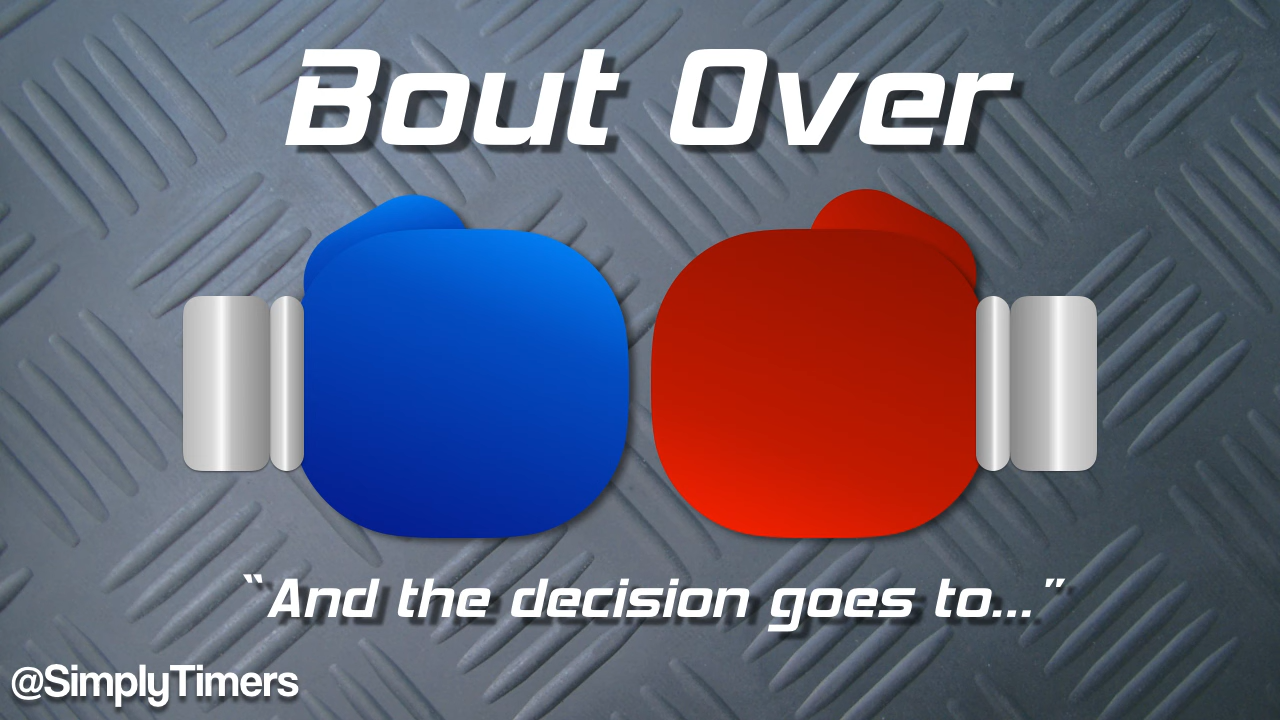 Bout Over
“And the decision goes to...”
@SimplyTimers